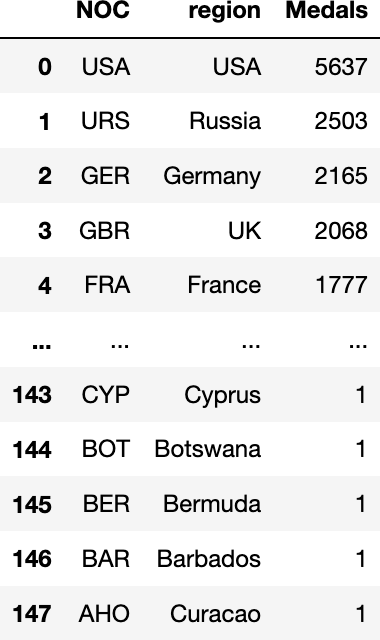 NOC region Medals
0 USA USA 5637
1 URS Russia 2503
2 GER Germany 2165
3 GBR UK 2068
4 FRA France 1777
... ... ... ...
143 CYP Cyprus 1
144 BOT Botswana 1
145 BER Bermuda 1
146 BAR Barbados 1
147 AHO Curacao 1